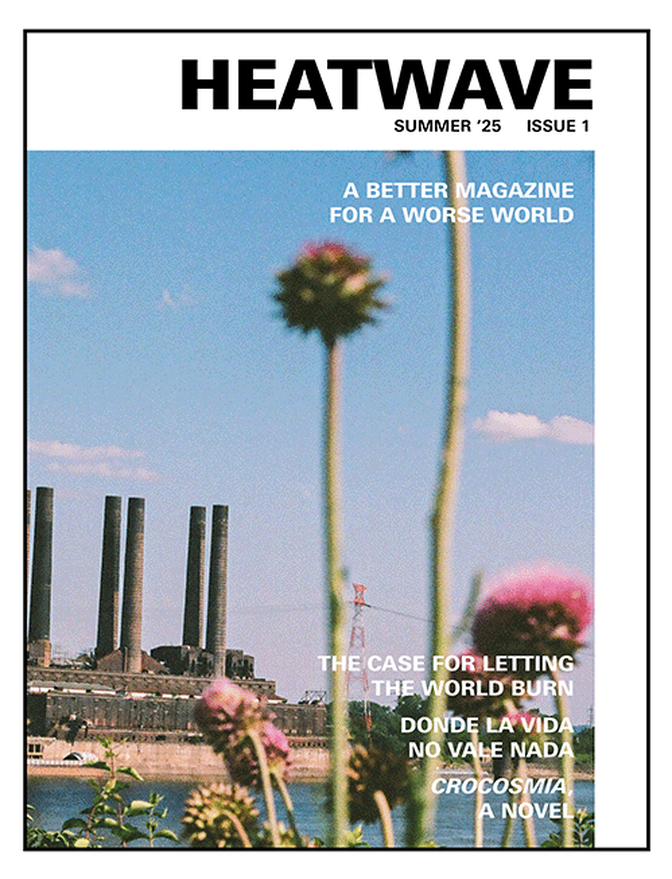 HEATWAVE
SUMMER ’25 ISSUE 1
A BETTER MAGAZINE
FOR A WORSE WORLD
THE CASE FOR LETTING
THE WORLD BURN
DONDE LA VIDA
NO VALE NADA
CROCOSMIA,
A NOVEL